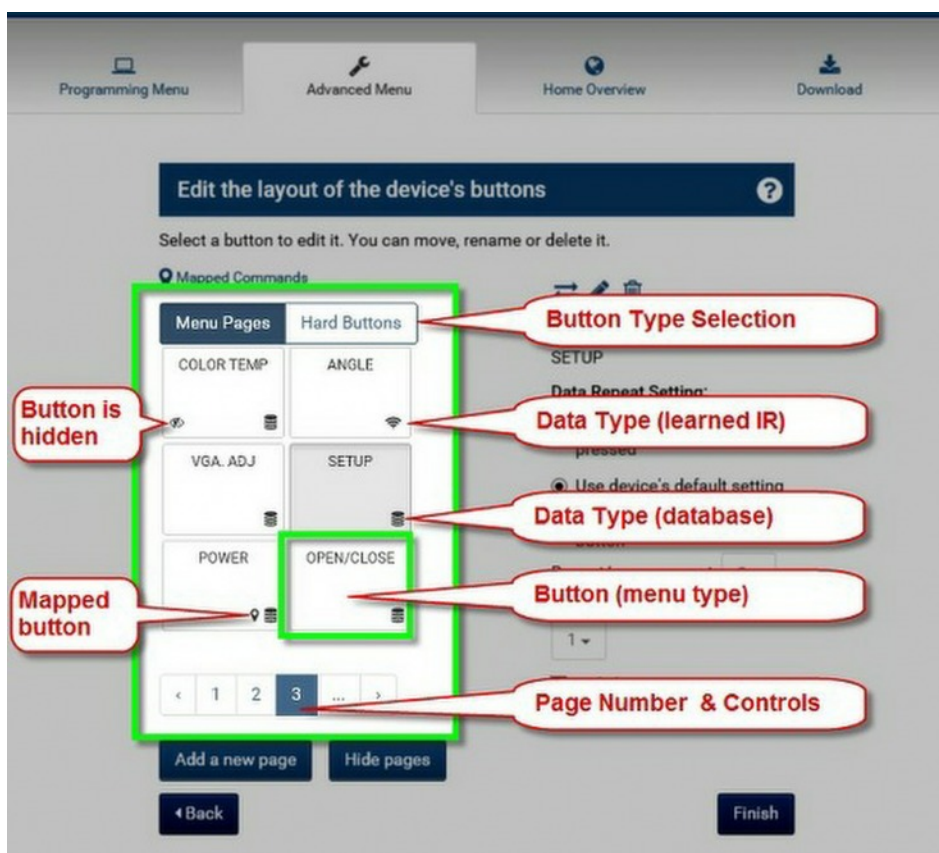 Programming Menu
Advanced Menu
Home Overview
Download
Edit the layout of the device's buttons
?
Select a button to edit it. You can move, rename or delete it.
Mapped Commands
Menu Pages
Hard Buttons
Button Type Selection
COLOR TEMP
ANGLE
SETUP
Data Repeat Setting:
Button is
hidden
Data Type (learned IR)
pressed
VGA. ADJ
SETUP
Use device's default setting
Data Type (database)
button
POWER
OPEN/CLOSE
Mapped
button
Button (menu type)
1
‹ 1 2 3 ... ›
Page Number & Controls
Add a new page
Hide pages
Back
Finish